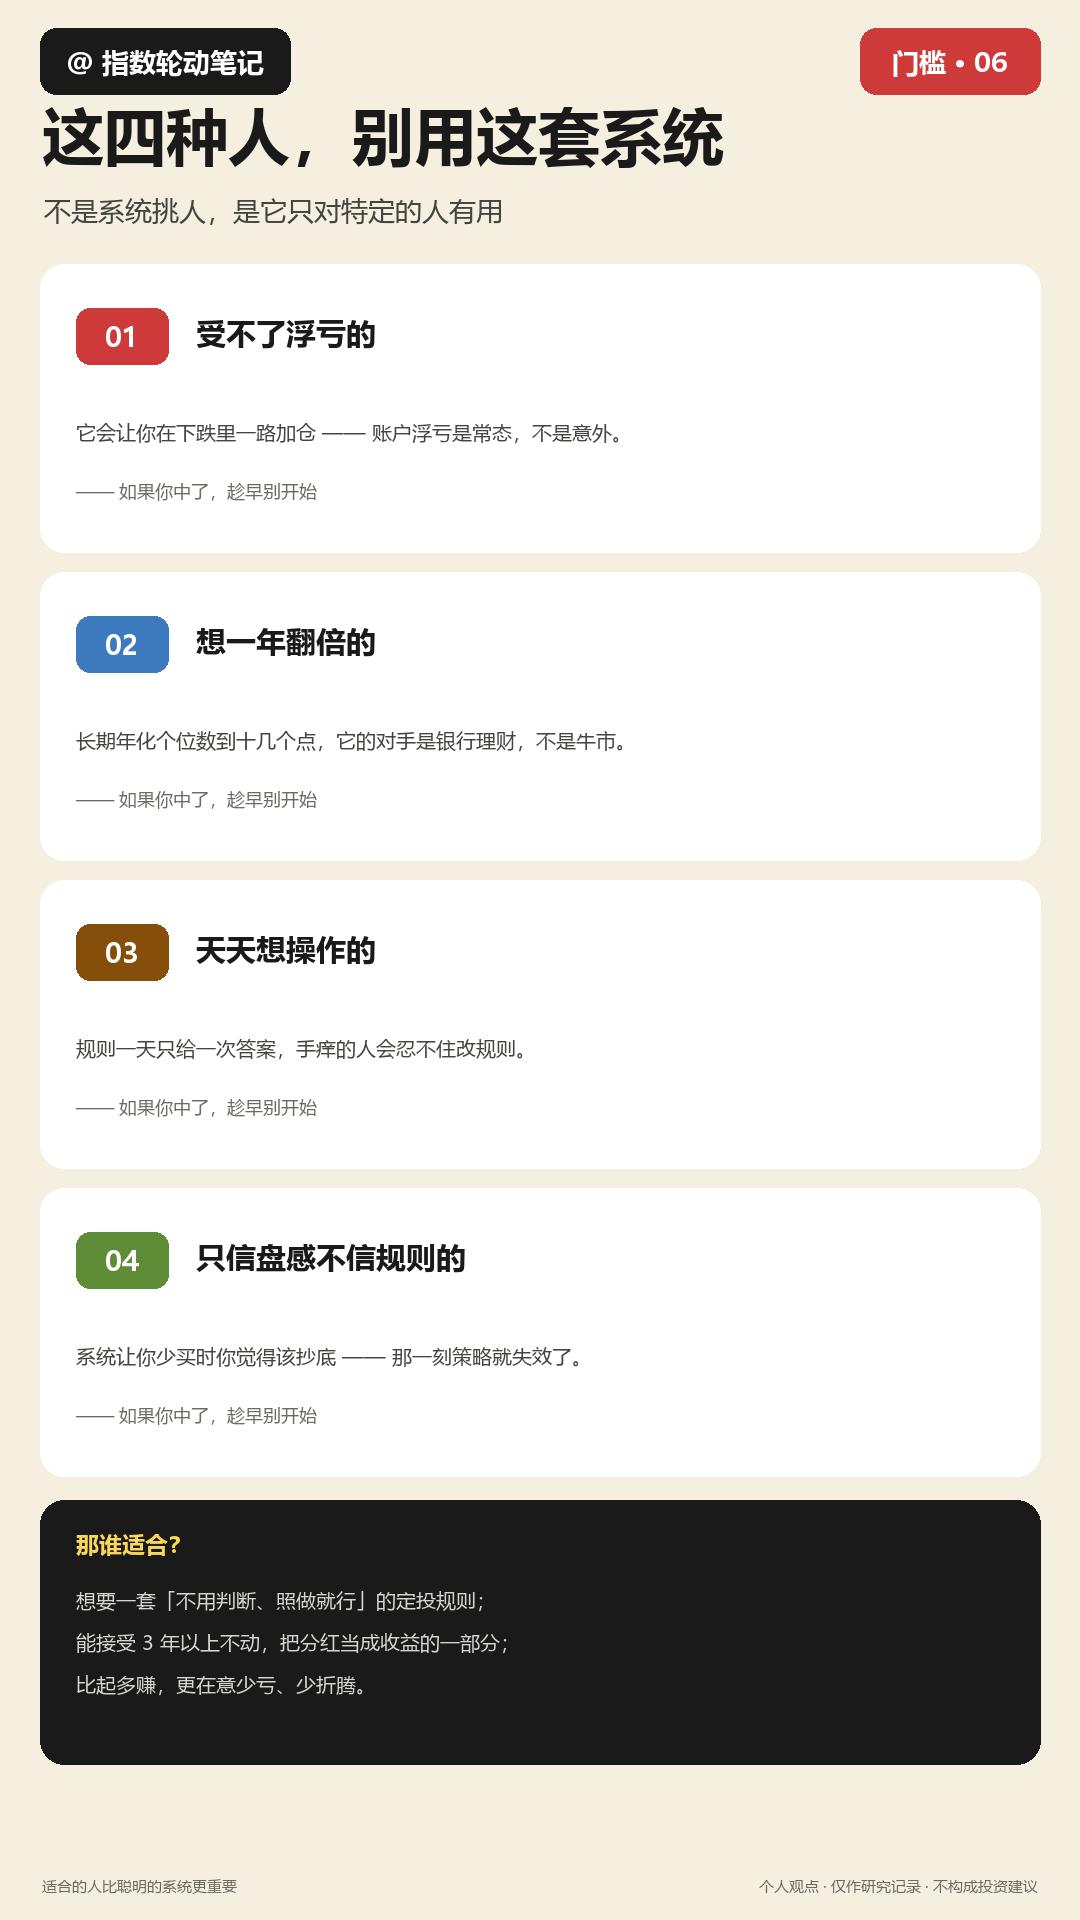 @ 指数轮动笔记
门槛 • 06
这四种人，别用这套系统
不是系统挑人，是它只对特定的人有用
01
受不了浮亏的
它会让你在下跌里一路加仓 —— 账户浮亏是常态，不是意外。
—— 如果你中了，趁早别开始
02
想一年翻倍的
长期年化个位数到十几个点，它的对手是银行理财，不是牛市。
—— 如果你中了，趁早别开始
03
天天想操作的
规则一天只给一次答案，手痒的人会忍不住改规则。
—— 如果你中了，趁早别开始
04
只信盘感不信规则的
系统让你少买时你觉得该抄底 —— 那一刻策略就失效了。
—— 如果你中了，趁早别开始
那谁适合?
想要一套「不用判断、照做就行」的定投规则；
能接受 3 年以上不动，把分红当成收益的一部分；
比起多赚，更在意少亏、少折腾。
适合的人比聪明的系统更重要
个人观点 · 仅作研究记录 · 不构成投资建议